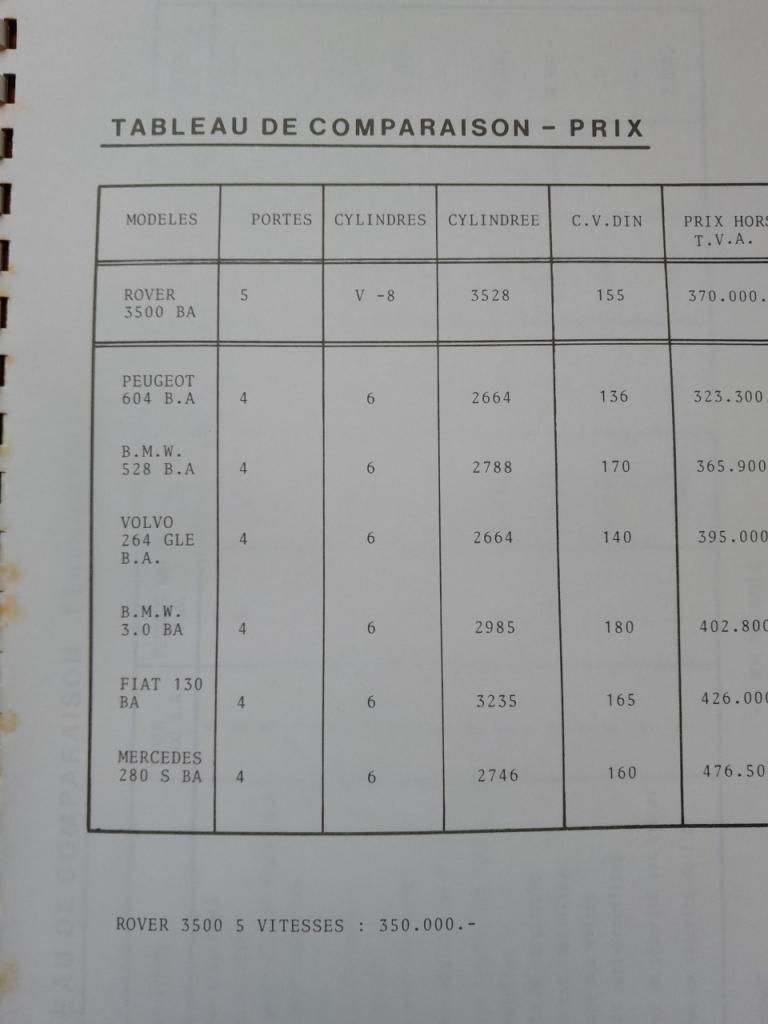 TABLEAU DE COMPARAISON - PRIX
MODELES PORTES CYLINDRES CYLINDREE C.V.DIN PRIX HORS
T.V.A.
ROVER 5 V -8 3528 155 370.000.
3500 BA
PEUGEOT
604 B.A 4 6 2664 136 323.300.
B.M.W.
528 B.A 4 6 2788 170 365.900
VOLVO
264 GLE 4 6 2664 140 395.000
B.A.
B.M.W.
3.0 BA 4 6 2985 180 402.800
FIAT 130
BA 4 6 3235 165 426.000
MERCEDES
280 S BA 4 6 2746 160 476.50
ROVER 3500 5 VITESSES : 350.000.-